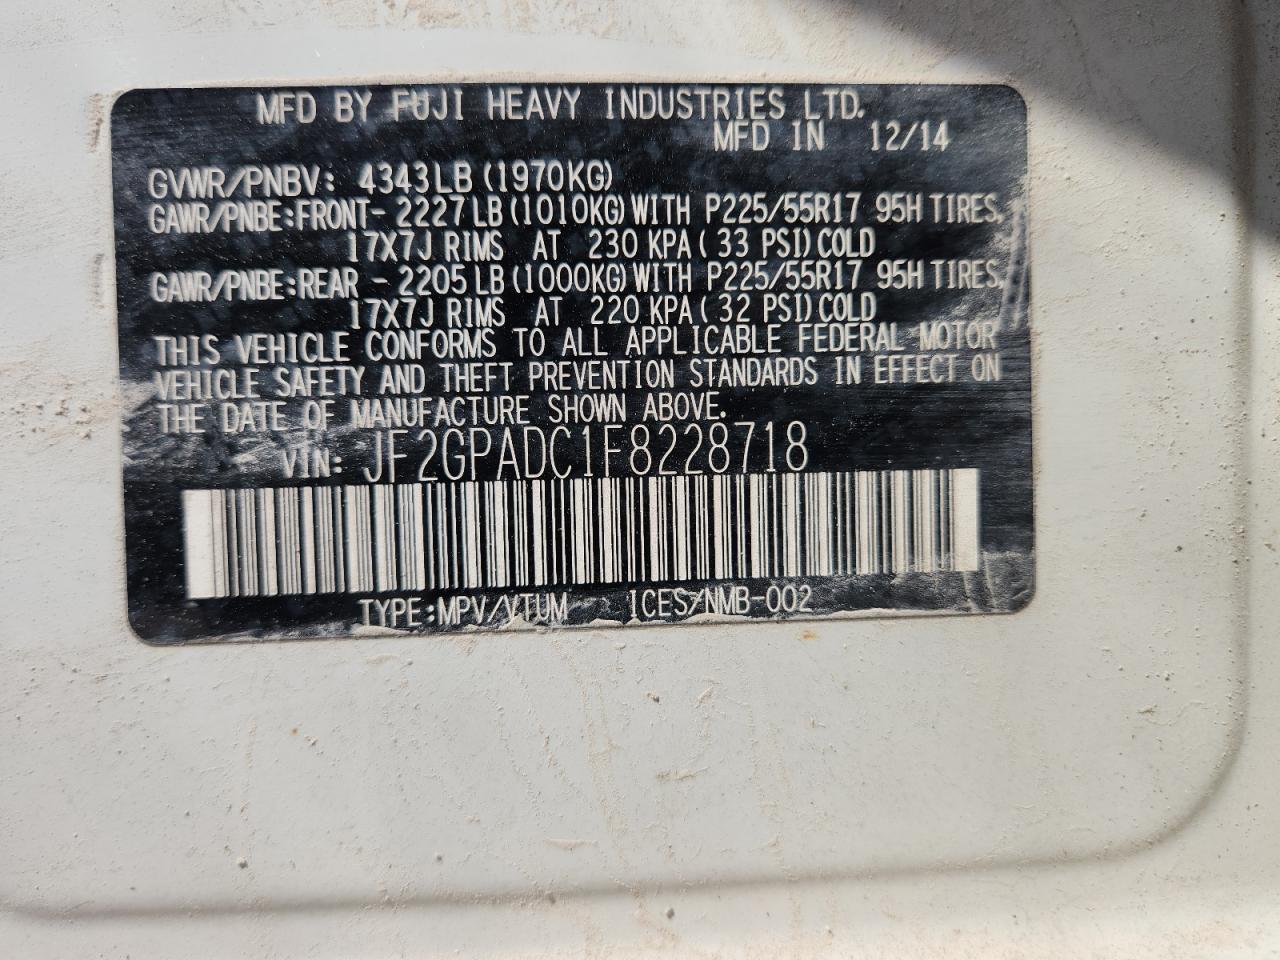 MFD BY FUJI HEAVY INDUSTRIES LTD.
MFD IN 12/14
GVWR/PNBV: 4343LB (1970KG)
GAWR/PNBE:FRONT- 2227 LB (1010KG) WITH P225/55R17 95H TIRES,
17X7J RIMS AT 230 KPA ( 33 PSI) COLD
GAWR/PNBE:REAR - 2205 LB (1000KG) WITH P225/55R17 95H TIRES,
17X7J RIMS AT 220 KPA ( 32 PSI) COLD
THIS VEHICLE CONFORMS TO ALL APPLICABLE FEDERAL MOTOR
VEHICLE SAFETY AND THEFT PREVENTION STANDARDS IN EFFECT ON
THE DATE OF MANUFACTURE SHOWN ABOVE.
VIN: JF2GPADC1F8228718
TYPE:MPV/VTUM ICES/NMB-002